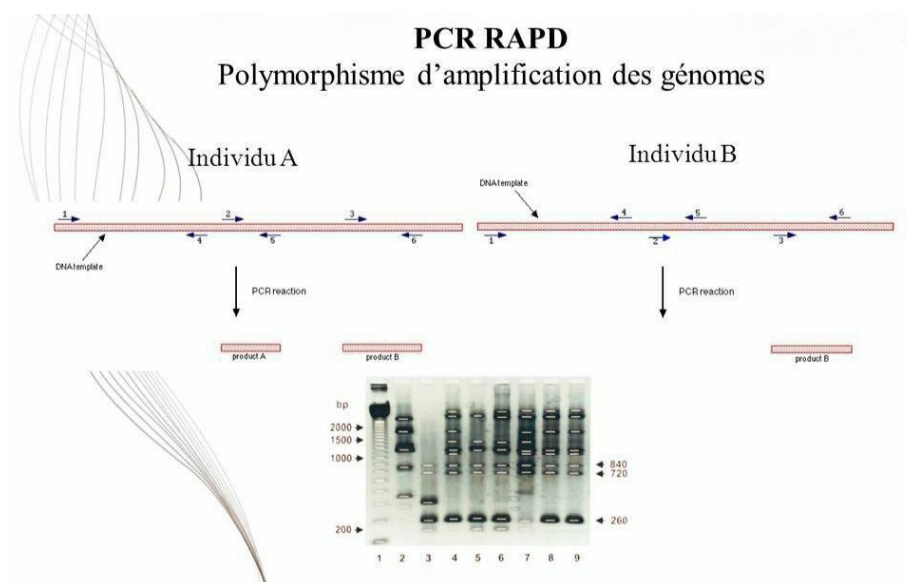 PCR RAPD
Polymorphisme d’amplification des génomes
Individu A
Individu B
DNA template
1 2 3
4 5 6
DNA template
4 5 6
1 2 3
PCR reaction
PCR reaction
product A
product B
product B
bp
2000
1500
1000
200
840
720
260
1 2 3 4 5 6 7 8 9